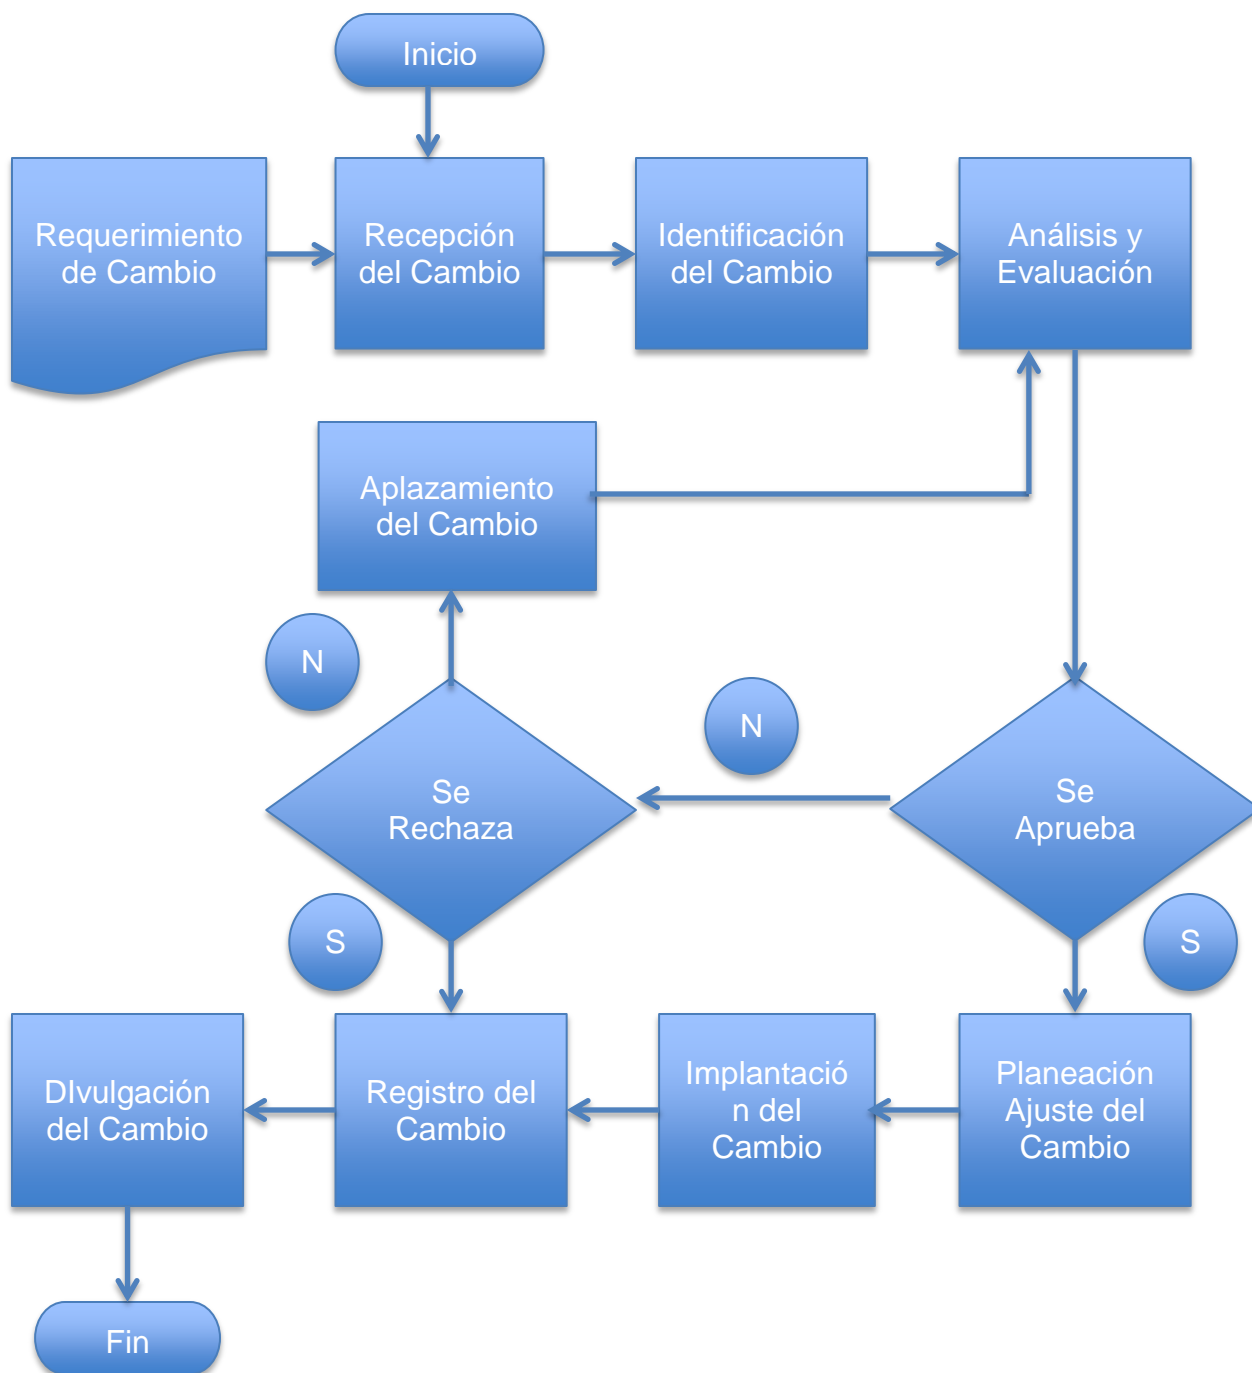 Inicio
Requerimiento
de Cambio
Recepción
del Cambio
Identificación
del Cambio
Análisis y
Evaluación
Aplazamiento
del Cambio
N
N
Se
Rechaza
Se
Aprueba
S
S
DIvulgación
del Cambio
Registro del
Cambio
Implantació
n del
Cambio
Planeación
Ajuste del
Cambio
Fin